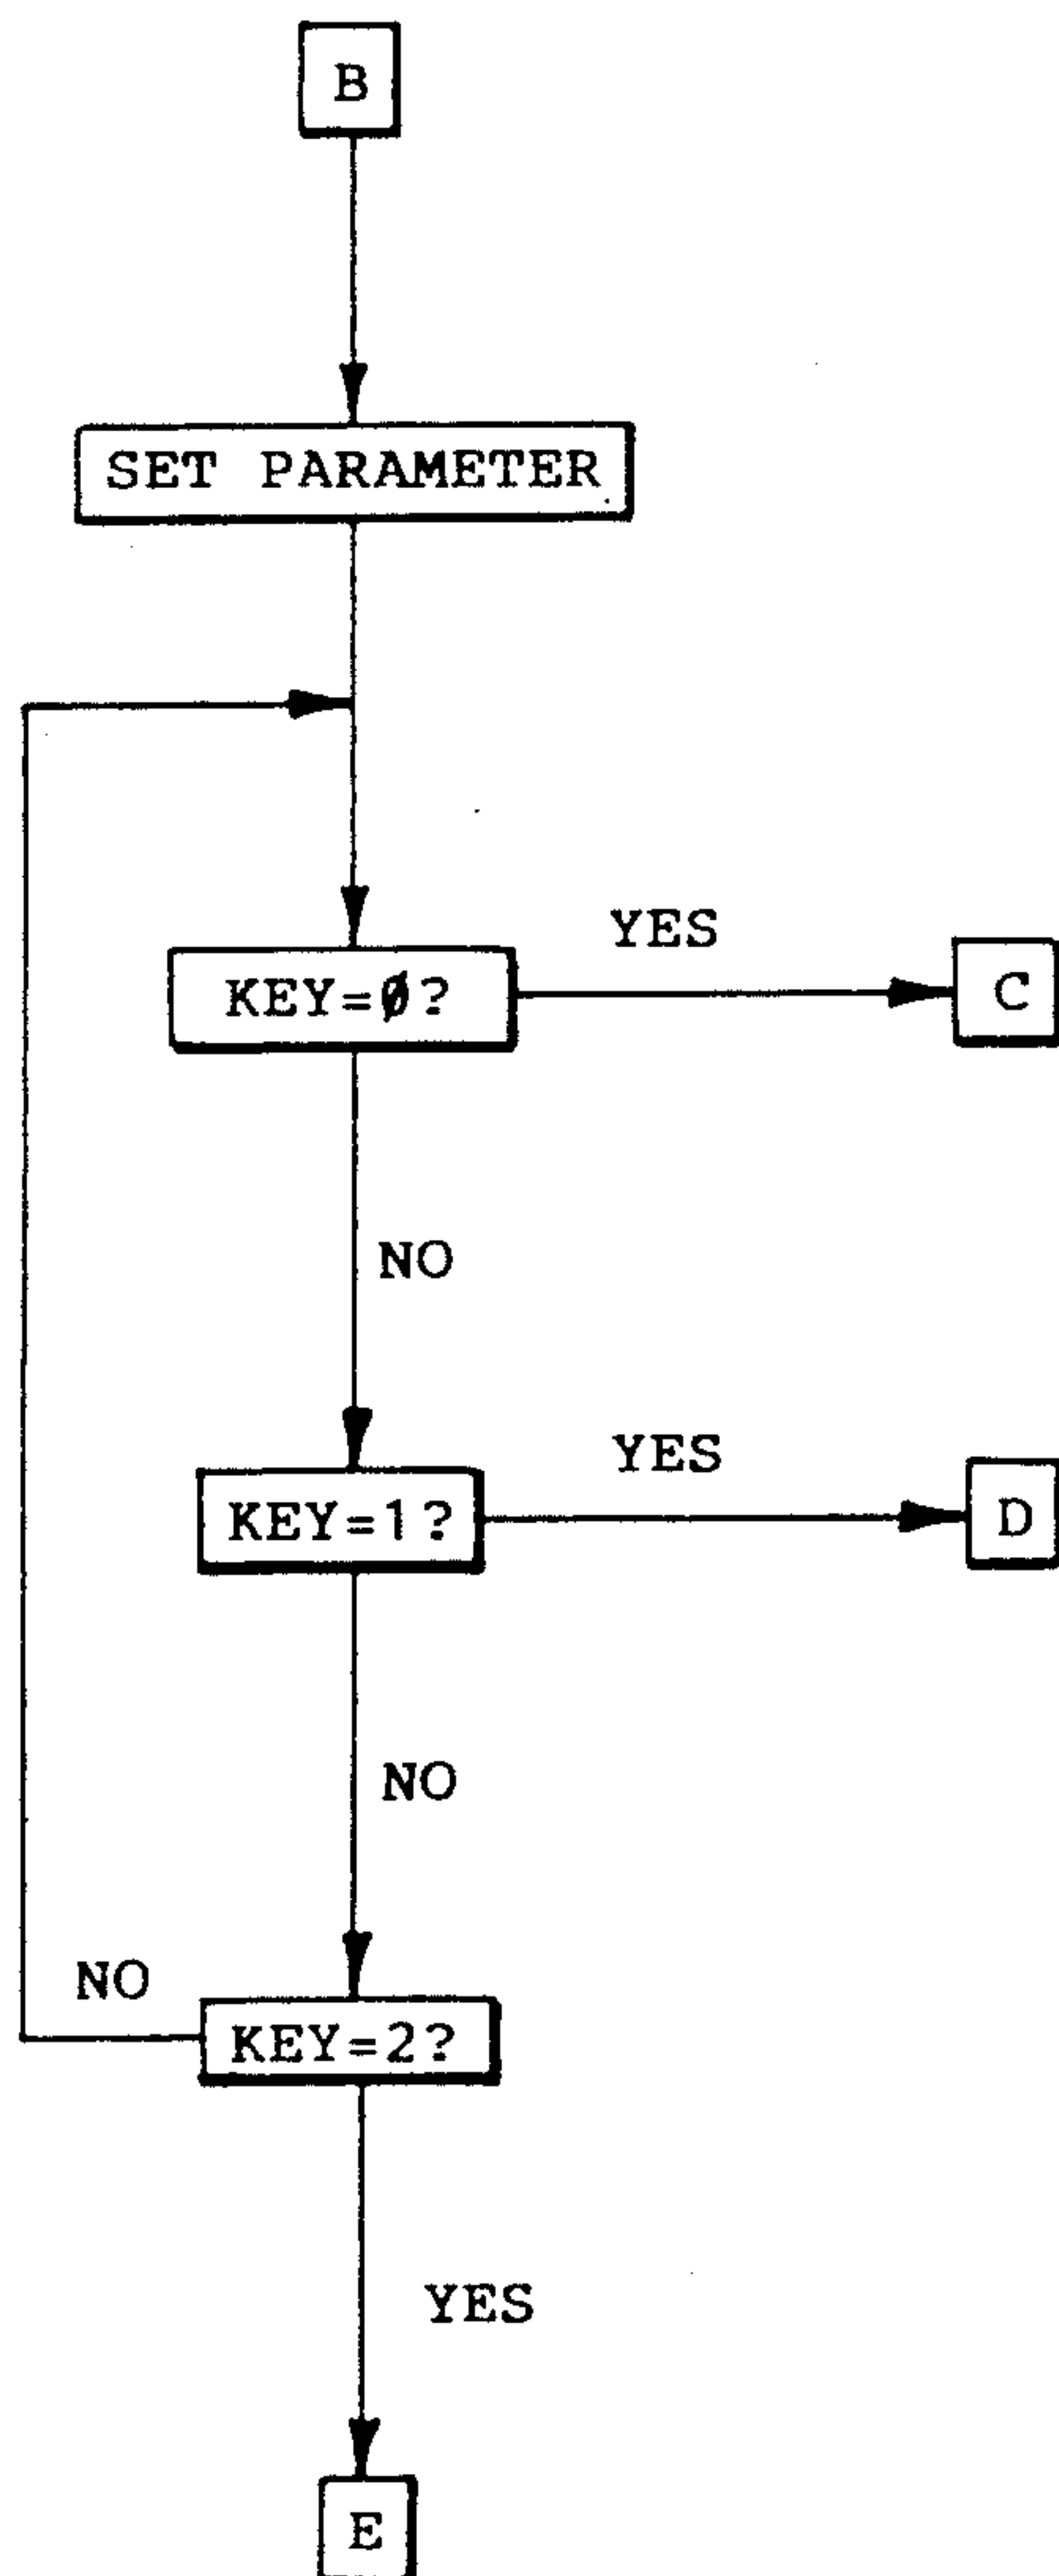 B
SET PARAMETER
KEY=Ø?
YES
C
NO
KEY=1?
YES
D
NO
NO
KEY=2?
YES
E